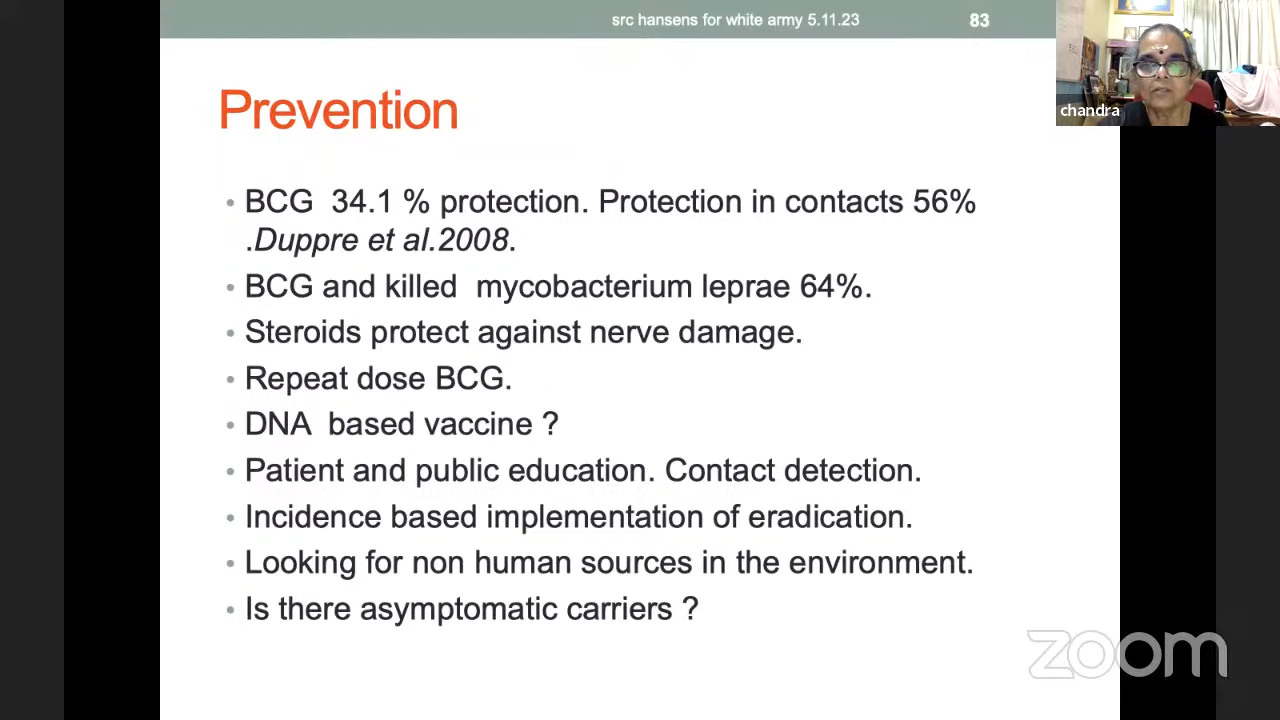 src hansens for white army 5.11.23
83
chandra
Prevention
• BCG  34.1 % protection. Protection in contacts 56%
.Duppre et al.2008.
• BCG and killed  mycobacterium leprae 64%.
• Steroids protect against nerve damage.
• Repeat dose BCG.
• DNA  based vaccine ?
• Patient and public education. Contact detection.
• Incidence based implementation of eradication.
• Looking for non human sources in the environment.
• Is there asymptomatic carriers ?
zoom